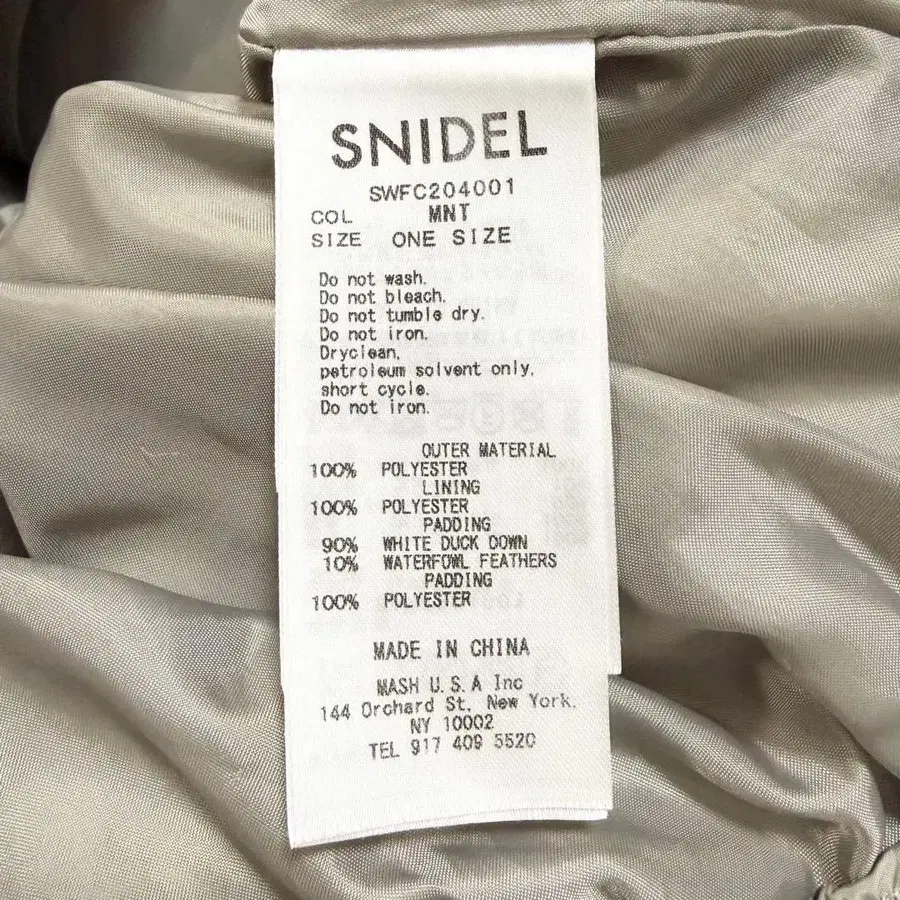 SNIDEL
SWFC204001
COL MNT
SIZE ONE SIZE
Do not wash.
Do not bleach.
Do not tumble dry.
Do not iron.
Dryclean,
petroleum solvent only,
short cycle.
Do not iron.
OUTER MATERIAL
100% POLYESTER
LINING
100% POLYESTER
PADDING
90% WHITE DUCK DOWN
10% WATERFOWL FEATHERS
PADDING
100% POLYESTER
MADE IN CHINA
MASH U.S.A Inc
144 Orchard St, New York,
NY 10002
TEL 917 409 5520